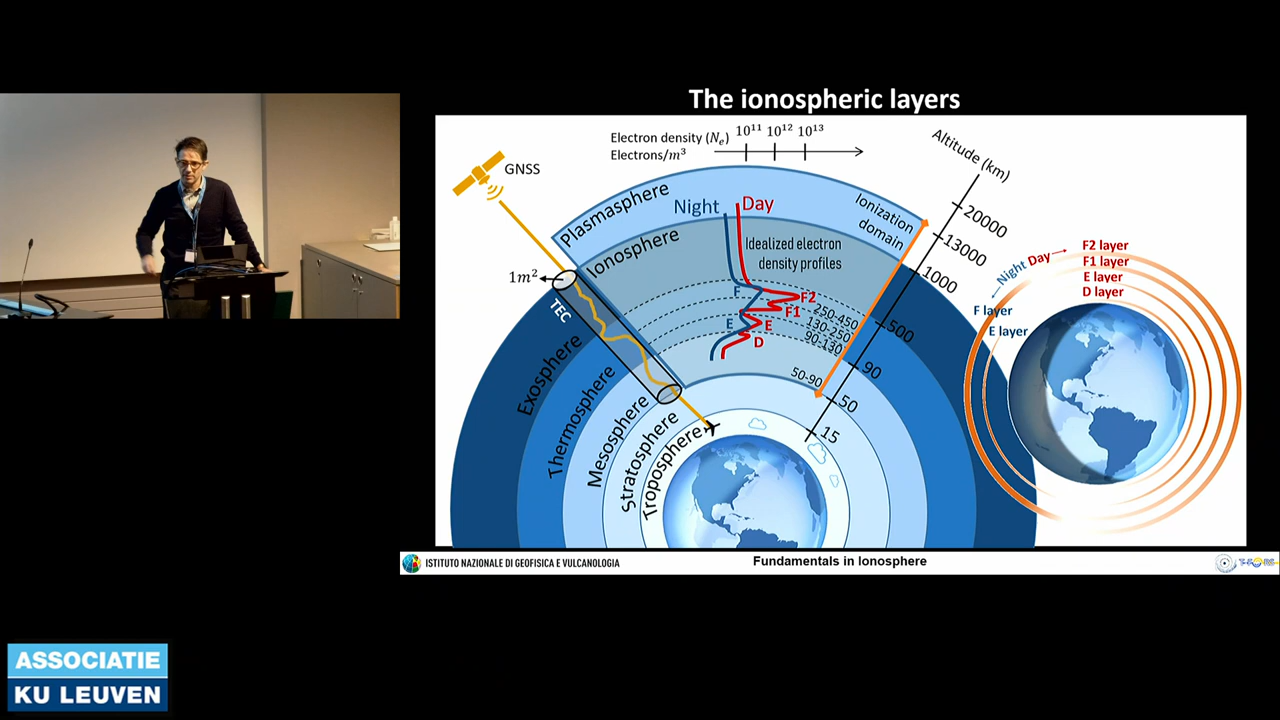 The ionospheric layers
Electron density (Nₑ)
Electrons/m³
10¹¹ 10¹² 10¹³
Altitude (km)
GNSS
Plasmasphere
Night
Day
Ionization
domain
20000
13000
1000
500
90
50
15
Ionosphere
Idealized electron
density profiles
1m²
TEC
F
F2
F1
E
E
D
250-450
130-250
90-130
50-90
Exosphere
Thermosphere
Mesosphere
Stratosphere
Troposphere
Night Day
F2 layer
F1 layer
E layer
D layer
F layer
E layer
ISTITUTO NAZIONALE DI GEOFISICA E VULCANOLOGIA
Fundamentals in Ionosphere
ASSOCIATIE
KU LEUVEN